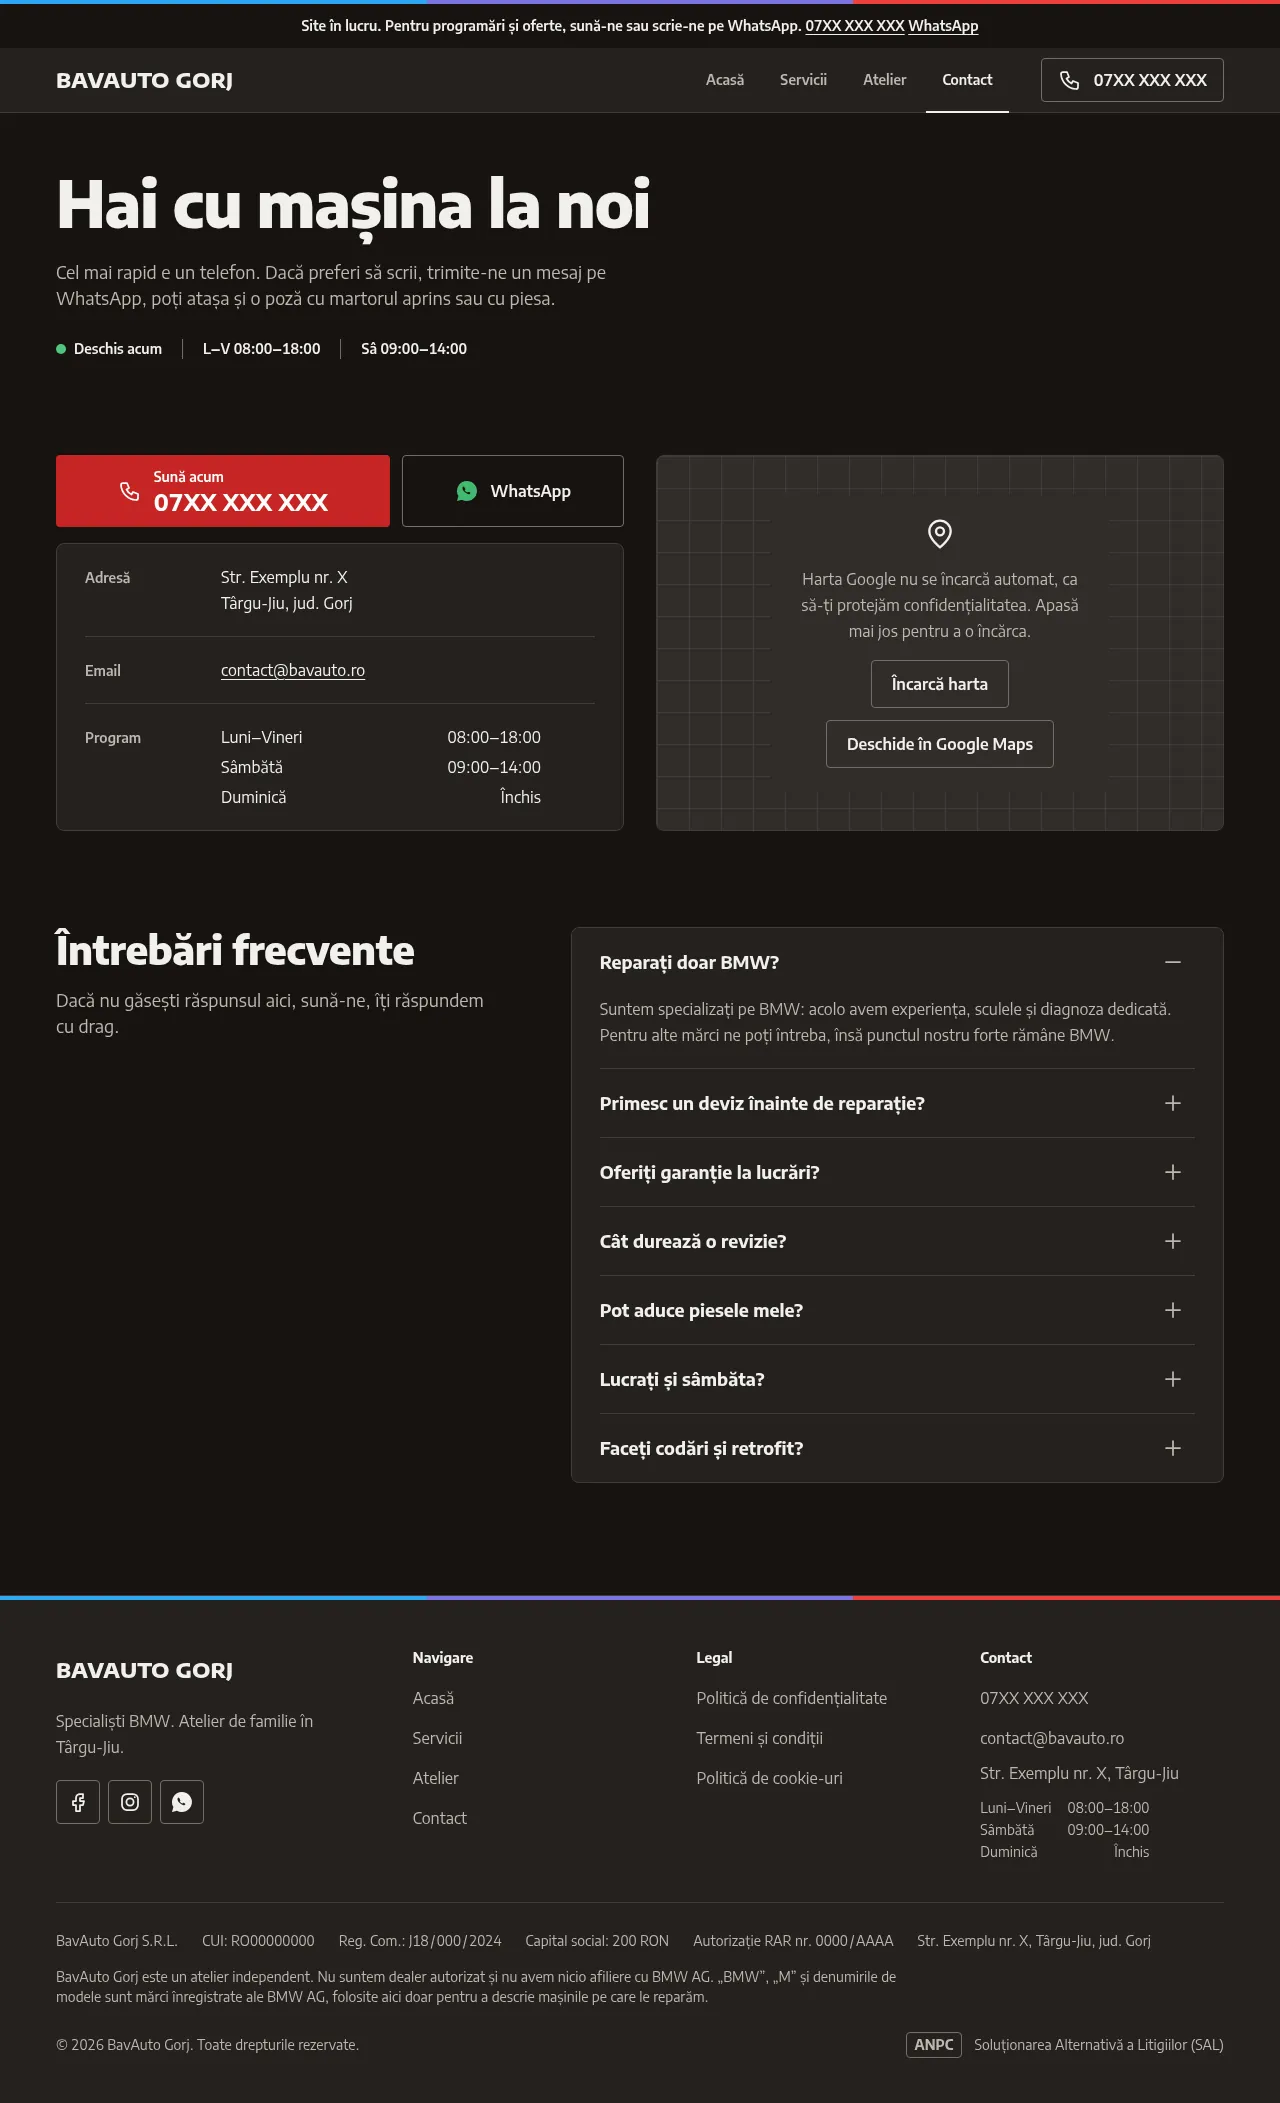 Site în lucru. Pentru programări și oferte, sună-ne sau scrie-ne pe WhatsApp. 07XX XXX XXX WhatsApp
BAVAUTO GORJ
Acasă
Servicii
Atelier
Contact
07XX XXX XXX
Hai cu mașina la noi
Cel mai rapid e un telefon. Dacă preferi să scrii, trimite-ne un mesaj pe
WhatsApp, poți atașa și o poză cu martorul aprins sau cu piesa.
Deschis acum
L–V 08:00–18:00
Sâ 09:00–14:00
Sună acum
07XX XXX XXX
WhatsApp
Adresă
Str. Exemplu nr. X
Târgu-Jiu, jud. Gorj
Email
contact@bavauto.ro
Program
Luni–Vineri 08:00–18:00
Sâmbătă 09:00–14:00
Duminică Închis
Harta Google nu se încarcă automat, ca
să-ți protejăm confidențialitatea. Apasă
mai jos pentru a o încărca.
Încarcă harta
Deschide în Google Maps
Întrebări frecvente
Dacă nu găsești răspunsul aici, sună-ne, îți răspundem
cu drag.
Reparați doar BMW?
Suntem specializați pe BMW: acolo avem experiența, sculele și diagnoza dedicată.
Pentru alte mărci ne poți întreba, însă punctul nostru forte rămâne BMW.
Primesc un deviz înainte de reparație?
Oferiți garanție la lucrări?
Cât durează o revizie?
Pot aduce piesele mele?
Lucrați și sâmbăta?
Faceți codări și retrofit?
BAVAUTO GORJ
Specialiști BMW. Atelier de familie în
Târgu-Jiu.
Navigare
Acasă
Servicii
Atelier
Contact
Legal
Politică de confidențialitate
Termeni și condiții
Politică de cookie-uri
Contact
07XX XXX XXX
contact@bavauto.ro
Str. Exemplu nr. X, Târgu-Jiu
Luni–Vineri 08:00–18:00
Sâmbătă 09:00–14:00
Duminică Închis
BavAuto Gorj S.R.L. CUI: RO00000000 Reg. Com.: J18/000/2024 Capital social: 200 RON Autorizație RAR nr. 0000/AAAA Str. Exemplu nr. X, Târgu-Jiu, jud. Gorj
BavAuto Gorj este un atelier independent. Nu suntem dealer autorizat și nu avem nicio afiliere cu BMW AG. „BMW”, „M” și denumirile de
modele sunt mărci înregistrate ale BMW AG, folosite aici doar pentru a descrie mașinile pe care le reparăm.
© 2026 BavAuto Gorj. Toate drepturile rezervate.
ANPC Soluționarea Alternativă a Litigiilor (SAL)